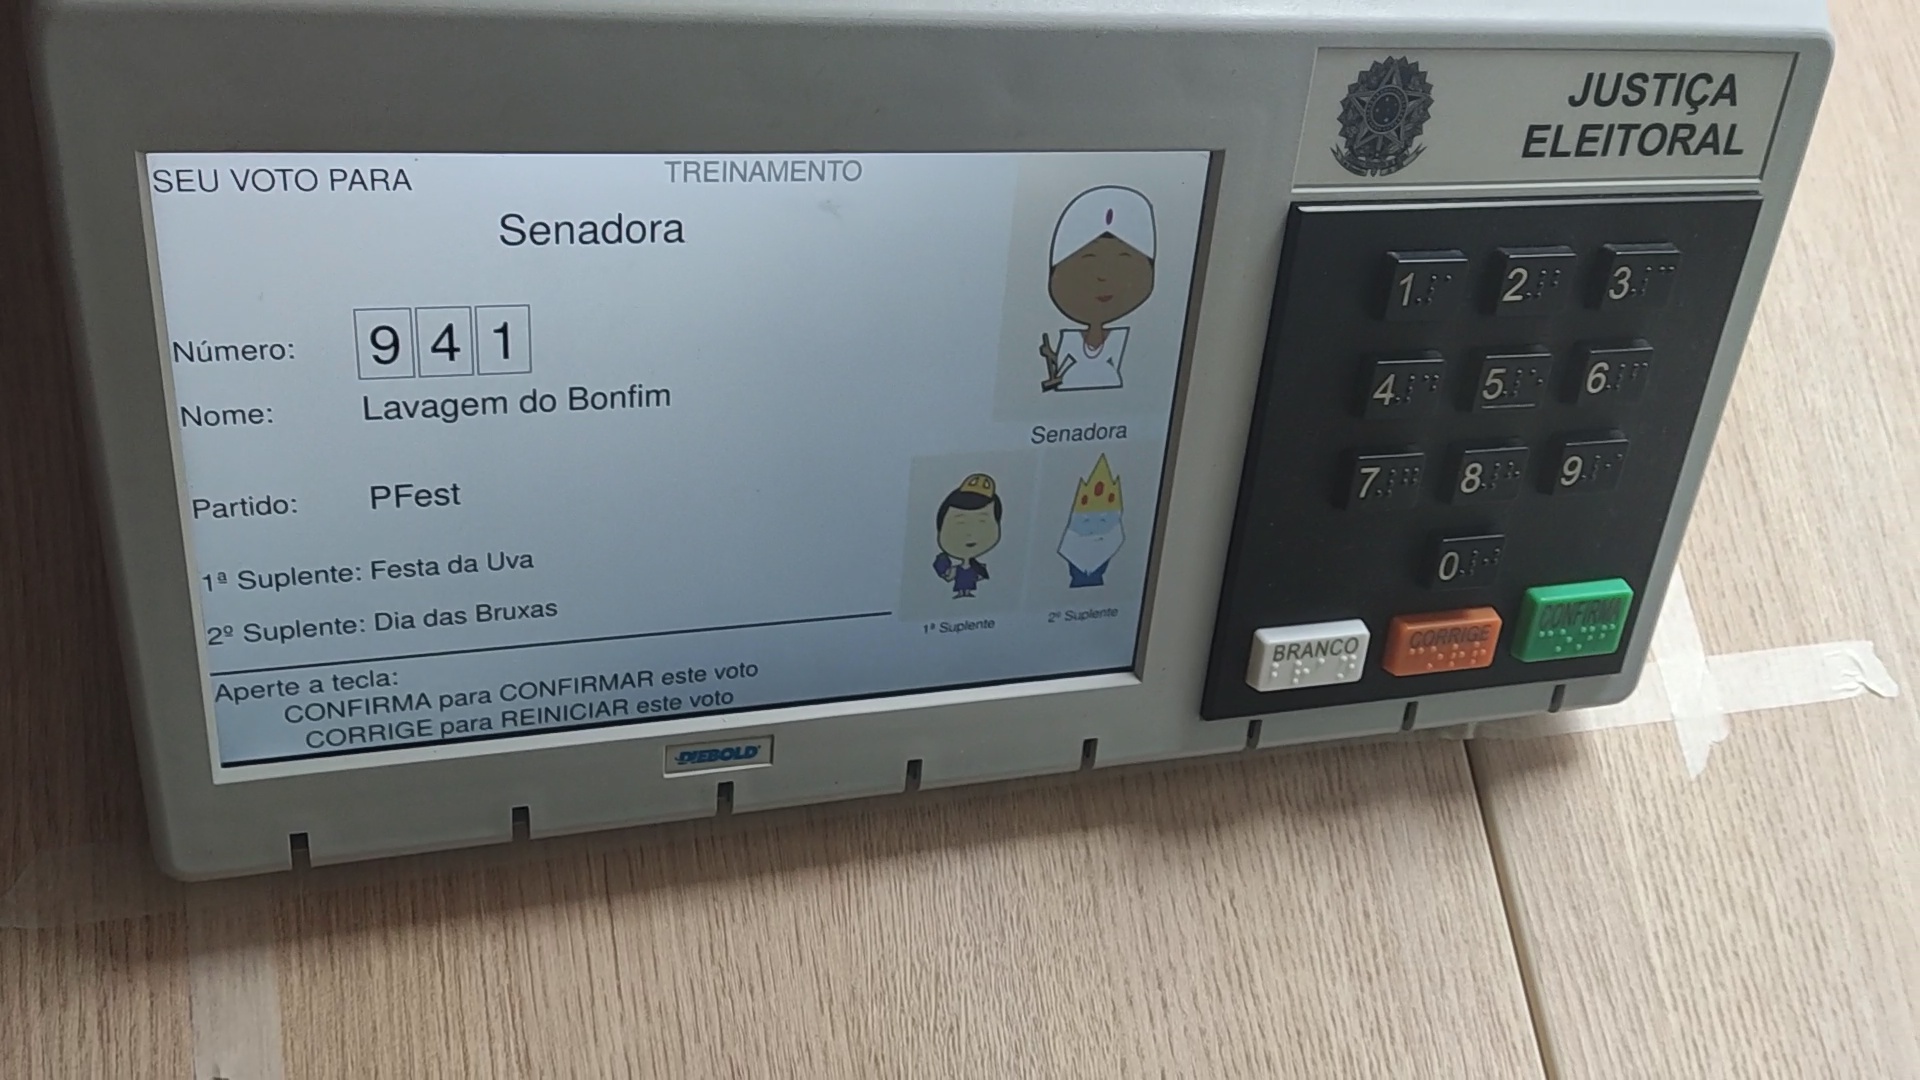 SEU VOTO PARA
TREINAMENTO
Senadora
Número: 9 4 1
Nome: Lavagem do Bonfim
Partido: PFest
1ª Suplente: Festa da Uva
2º Suplente: Dia das Bruxas
Senadora
1ª Suplente
2º Suplente
Aperte a tecla:
CONFIRMA para CONFIRMAR este voto
CORRIGE para REINICIAR este voto
DIEBOLD
JUSTIÇA
ELEITORAL
1 2 3
4 5 6
7 8 9
0
BRANCO CORRIGE CONFIRMA